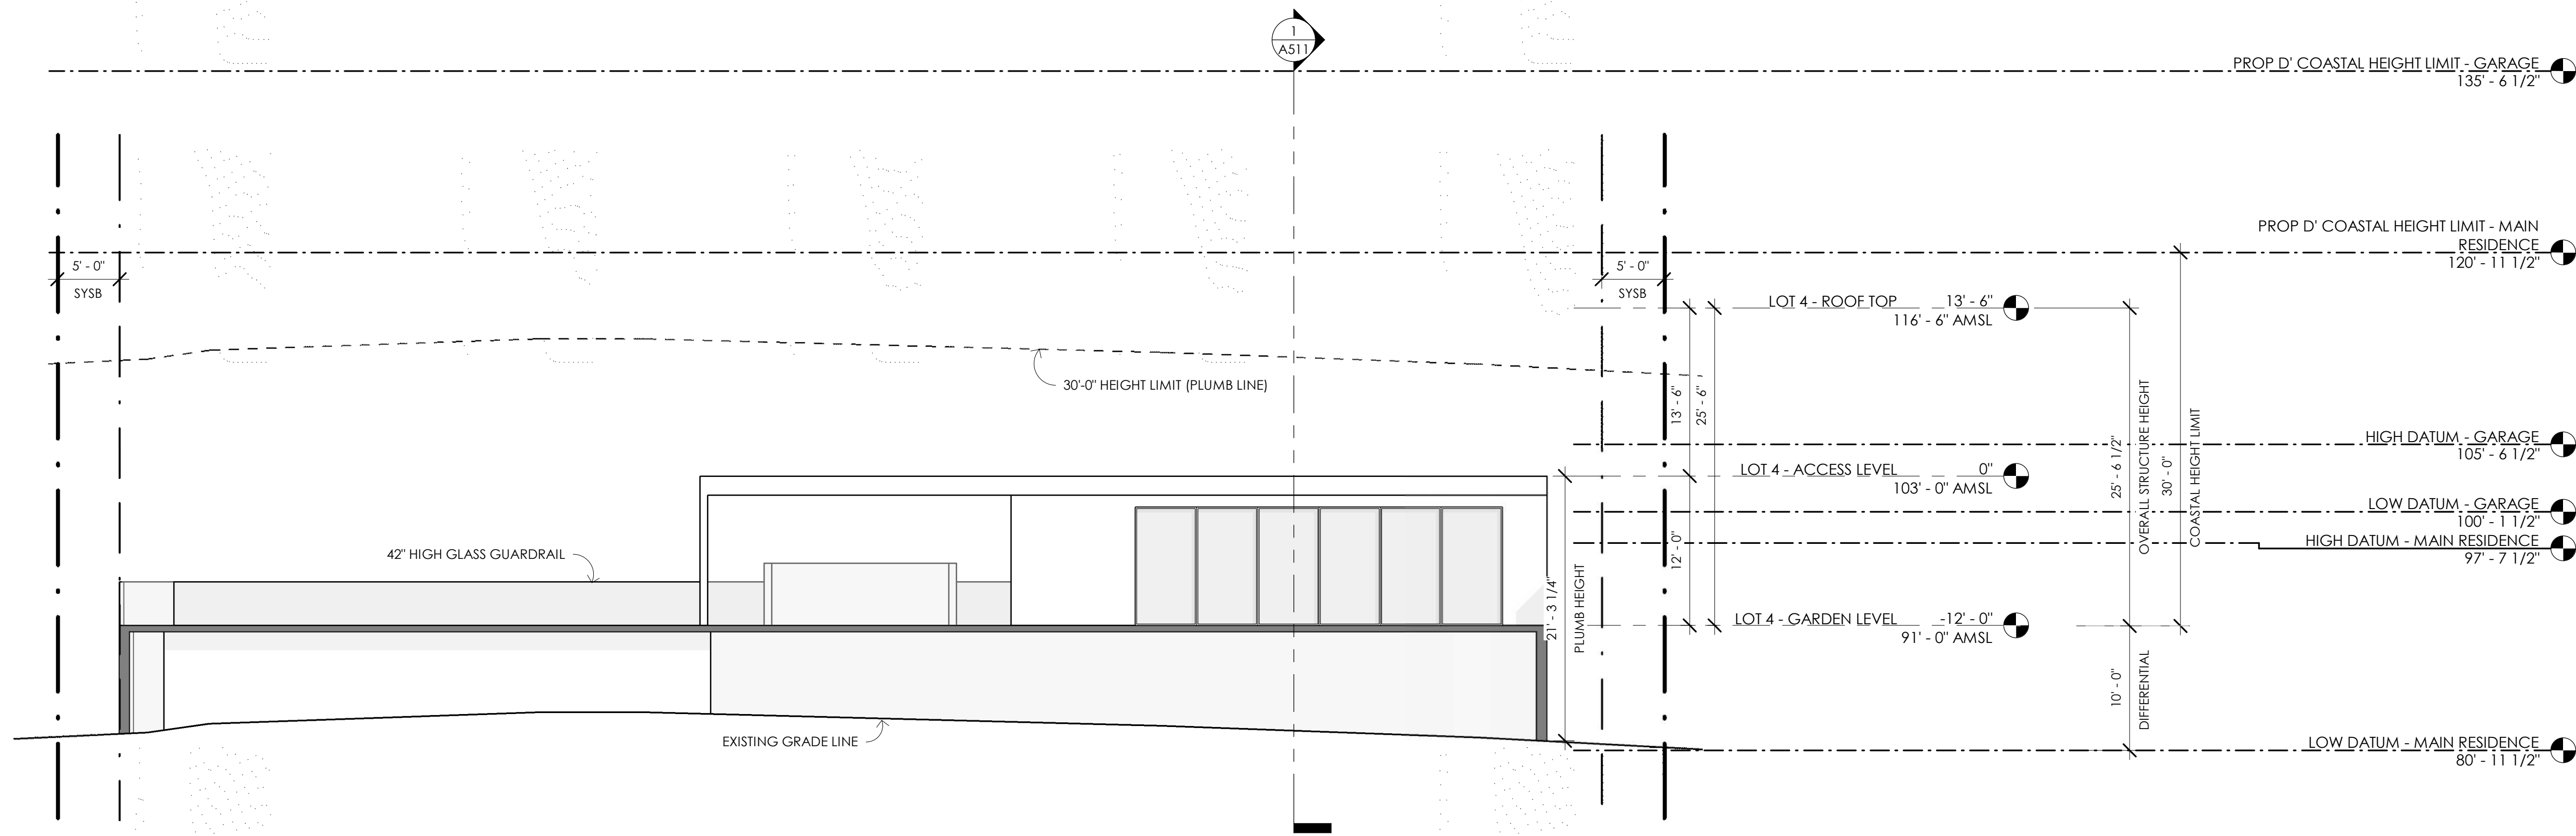 1
A511
PROP D' COASTAL HEIGHT LIMIT - GARAGE
135' - 6 1/2"
PROP D' COASTAL HEIGHT LIMIT - MAIN
RESIDENCE
120' - 11 1/2"
5' - 0"
SYSB
5' - 0"
SYSB
LOT 4 - ROOF TOP 13' - 6"
116' - 6" AMSL
30'-0" HEIGHT LIMIT (PLUMB LINE)
13' - 6"
25' - 6"
25' - 6 1/2"
OVERALL STRUCTURE HEIGHT
30' - 0"
COASTAL HEIGHT LIMIT
HIGH DATUM - GARAGE
105' - 6 1/2"
LOT 4 - ACCESS LEVEL 0"
103' - 0" AMSL
LOW DATUM - GARAGE
100' - 1 1/2"
HIGH DATUM - MAIN RESIDENCE
97' - 7 1/2"
42" HIGH GLASS GUARDRAIL
12' - 0"
21' - 3 1/4"
PLUMB HEIGHT
LOT 4 - GARDEN LEVEL -12' - 0"
91' - 0" AMSL
10' - 0"
DIFFERENTIAL
EXISTING GRADE LINE
LOW DATUM - MAIN RESIDENCE
80' - 11 1/2"